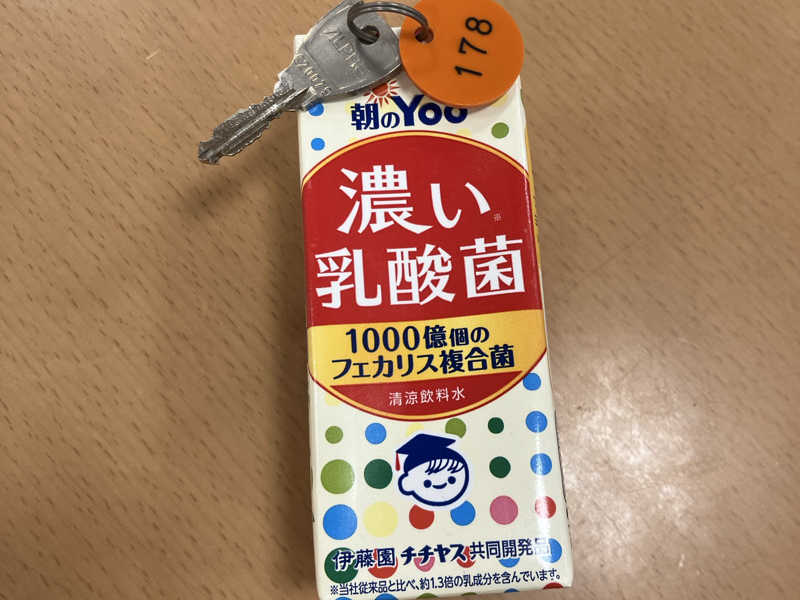 178
朝のYoo
濃い※
乳酸菌
1000億個の
フェカリス複合菌
清涼飲料水
伊藤園 チチヤス 共同開発品
※当社従来品と比べ、約1.3倍の乳成分を含んでいます。